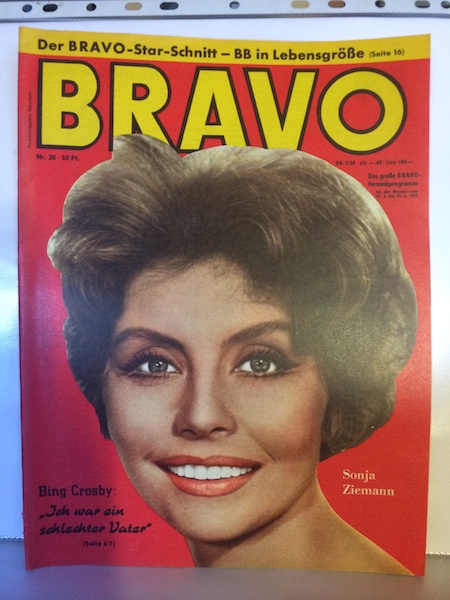 Der BRAVO-Star-Schnitt – BB in Lebensgröße (Seite 16)
BRAVO
Nr. 20 · 50 Pf.
Das große BRAVO-
Fernsehprogramm
Sonja
Ziemann
Bing Crosby:
„Ich war ein
schlechter Vater“
(Seite 6/7)